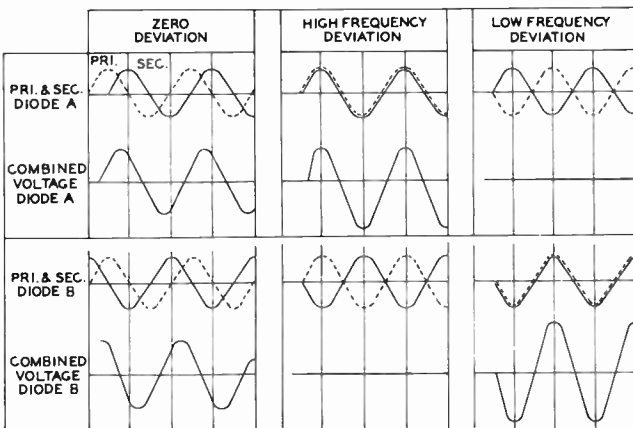 ZERO
DEVIATION
HIGH FREQUENCY
DEVIATION
LOW FREQUENCY
DEVIATION
PRI. SEC.
PRI. & SEC.
DIODE A
COMBINED
VOLTAGE
DIODE A
PRI. & SEC.
DIODE B
COMBINED
VOLTAGE
DIODE B